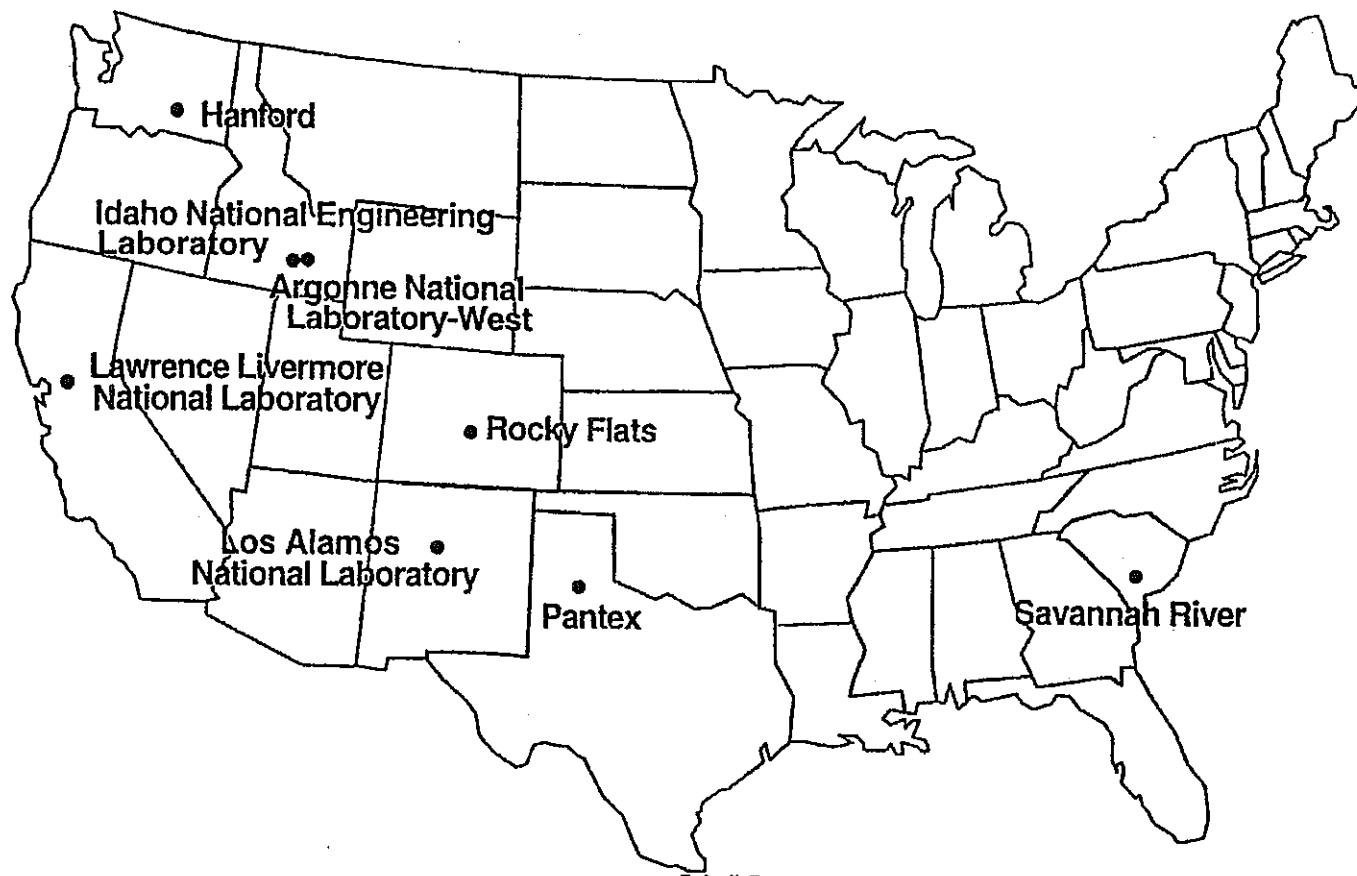 Hanford
Idaho National Engineering
Laboratory
Argonne National
Laboratory-West
Lawrence Livermore
National Laboratory
Rocky Flats
Los Alamos
National Laboratory
Pantex
Savannah River